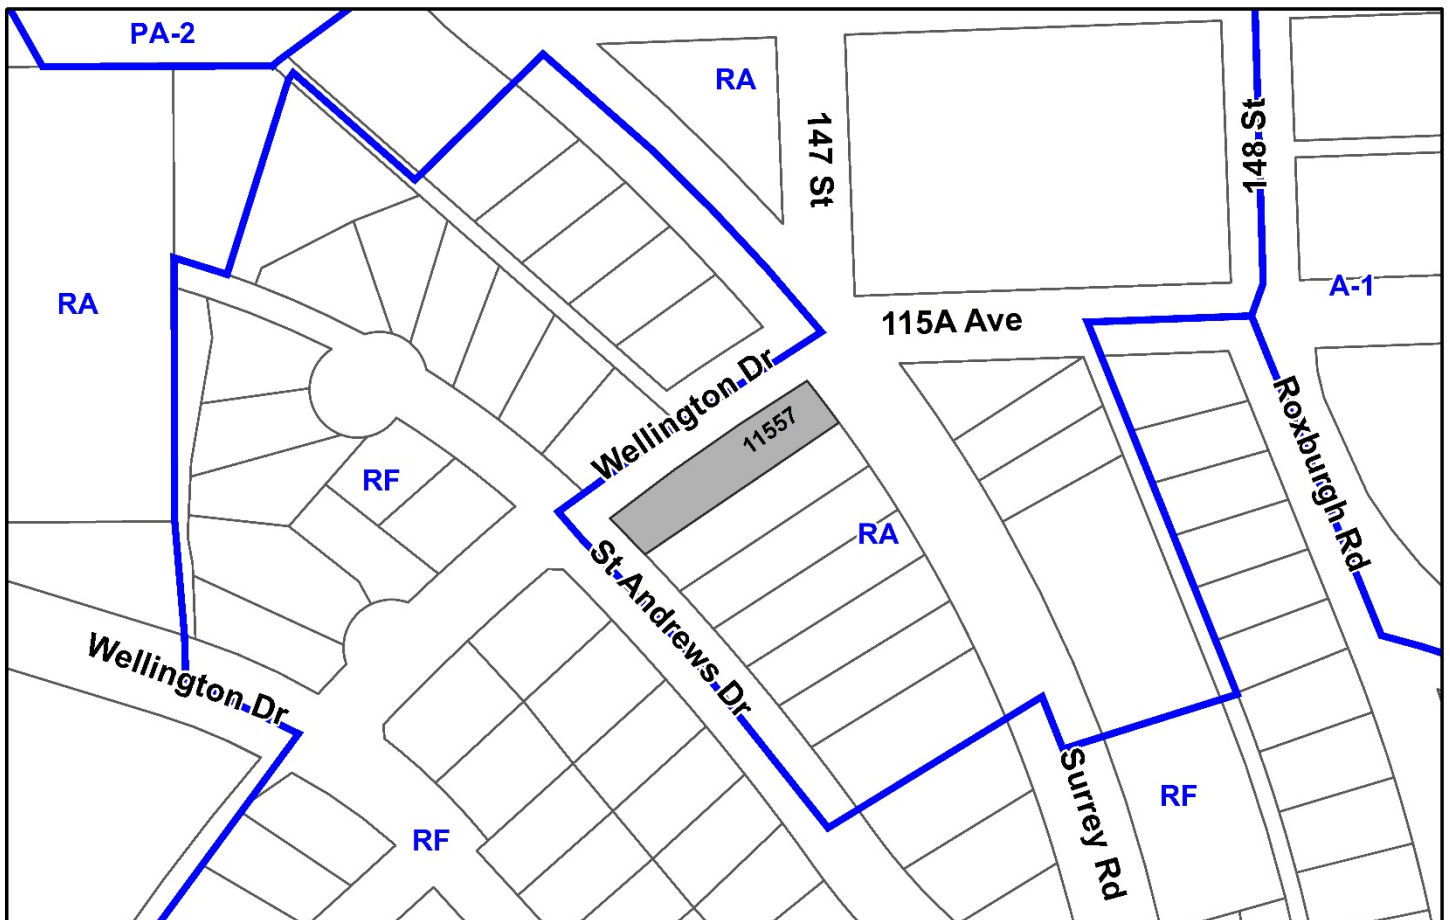 PA-2
RA
147 St
148 St
RA
A-1
115A Ave
Wellington Dr
11557
Roxburgh Rd
RF
RA
St Andrews Dr
Wellington Dr
Surrey Rd
RF
RF